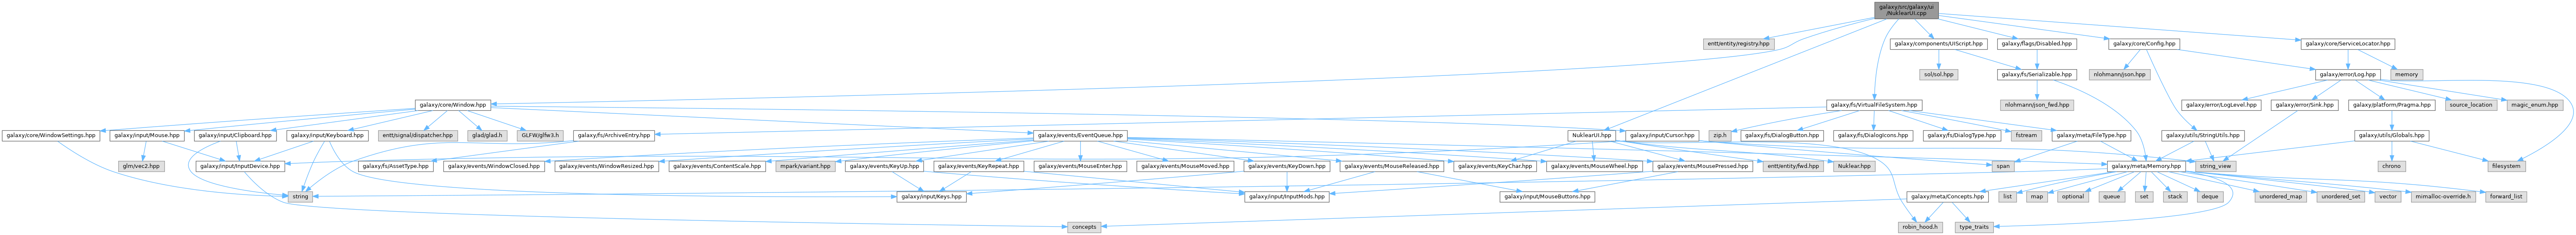 galaxy/src/galaxy/ui
/NuklearUI.cpp
entt/entity/registry.hpp
galaxy/components/UIScript.hpp
galaxy/flags/Disabled.hpp
galaxy/core/Config.hpp
galaxy/core/ServiceLocator.hpp
sol/sol.hpp
galaxy/fs/Serializable.hpp
nlohmann/json.hpp
galaxy/error/Log.hpp
memory
galaxy/core/Window.hpp
galaxy/fs/VirtualFileSystem.hpp
nlohmann/json_fwd.hpp
galaxy/error/LogLevel.hpp
galaxy/error/Sink.hpp
galaxy/platform/Pragma.hpp
source_location
magic_enum.hpp
galaxy/core/WindowSettings.hpp
galaxy/input/Mouse.hpp
galaxy/input/Clipboard.hpp
galaxy/input/Keyboard.hpp
entt/signal/dispatcher.hpp
glad/glad.h
GLFW/glfw3.h
galaxy/fs/ArchiveEntry.hpp
galaxy/events/EventQueue.hpp
galaxy/input/Cursor.hpp
NuklearUI.hpp
zip.h
galaxy/fs/DialogButton.hpp
galaxy/fs/DialogIcons.hpp
galaxy/fs/DialogType.hpp
fstream
galaxy/meta/FileType.hpp
galaxy/utils/StringUtils.hpp
galaxy/utils/Globals.hpp
glm/vec2.hpp
galaxy/input/InputDevice.hpp
galaxy/fs/AssetType.hpp
galaxy/events/WindowClosed.hpp
galaxy/events/WindowResized.hpp
galaxy/events/ContentScale.hpp
mpark/variant.hpp
galaxy/events/KeyUp.hpp
galaxy/events/KeyRepeat.hpp
galaxy/events/MouseEnter.hpp
galaxy/events/MouseMoved.hpp
galaxy/events/KeyDown.hpp
galaxy/events/MouseReleased.hpp
galaxy/events/KeyChar.hpp
galaxy/events/MouseWheel.hpp
galaxy/events/MousePressed.hpp
entt/entity/fwd.hpp
Nuklear.hpp
span
galaxy/meta/Memory.hpp
string_view
chrono
filesystem
string
galaxy/input/Keys.hpp
galaxy/input/InputMods.hpp
galaxy/input/MouseButtons.hpp
galaxy/meta/Concepts.hpp
list
map
optional
queue
set
stack
deque
unordered_map
unordered_set
vector
mimalloc-override.h
forward_list
concepts
robin_hood.h
type_traits